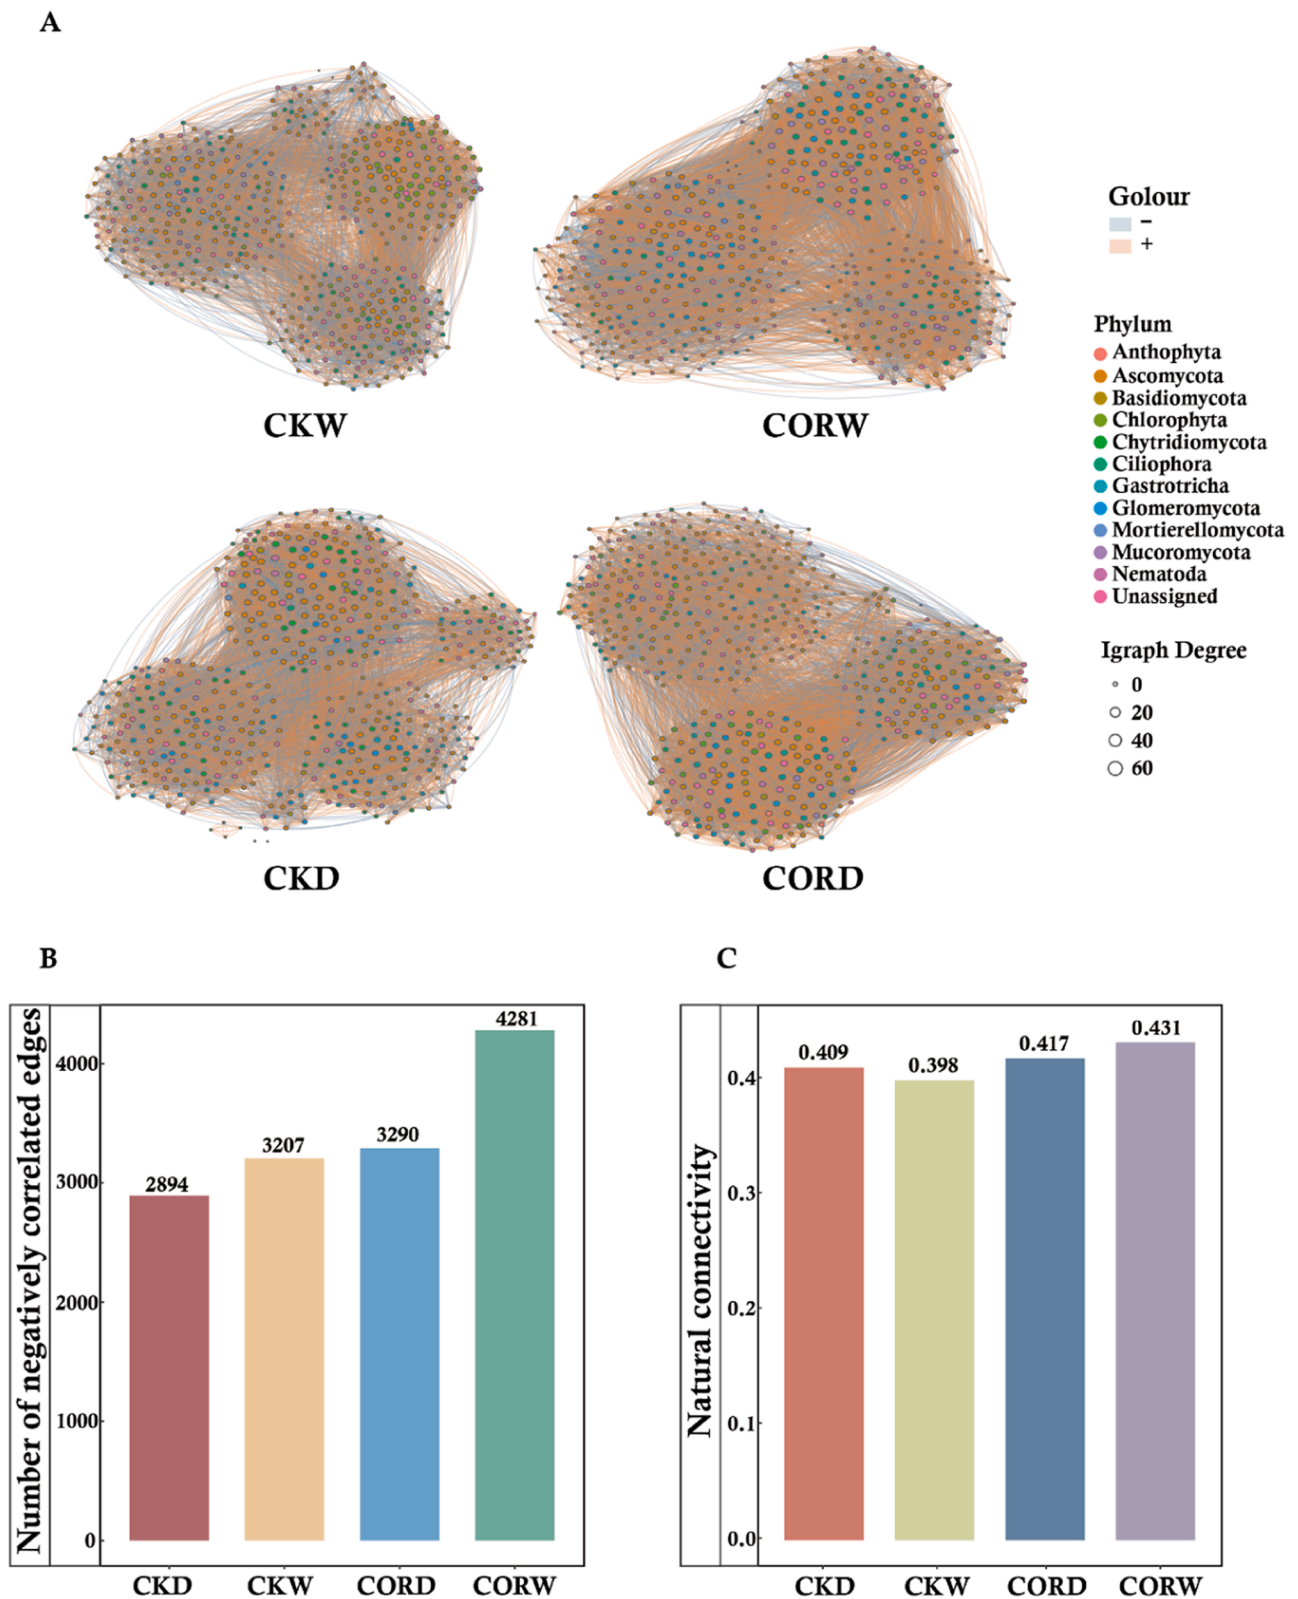 A
CKW
CORW
CKD
CORD
Golour
−
+
Phylum
Anthophyta
Ascomycota
Basidiomycota
Chlorophyta
Chytridiomycota
Ciliophora
Gastrotricha
Glomeromycota
Mortierellomycota
Mucoromycota
Nematoda
Unassigned
Igraph Degree
0
20
40
60
B
Number of negatively correlated edges
4000
3000
2000
1000
0
2894
3207
3290
4281
CKD
CKW
CORD
CORW
C
Natural connectivity
0.4
0.3
0.2
0.1
0.0
0.409
0.398
0.417
0.431
CKD
CKW
CORD
CORW